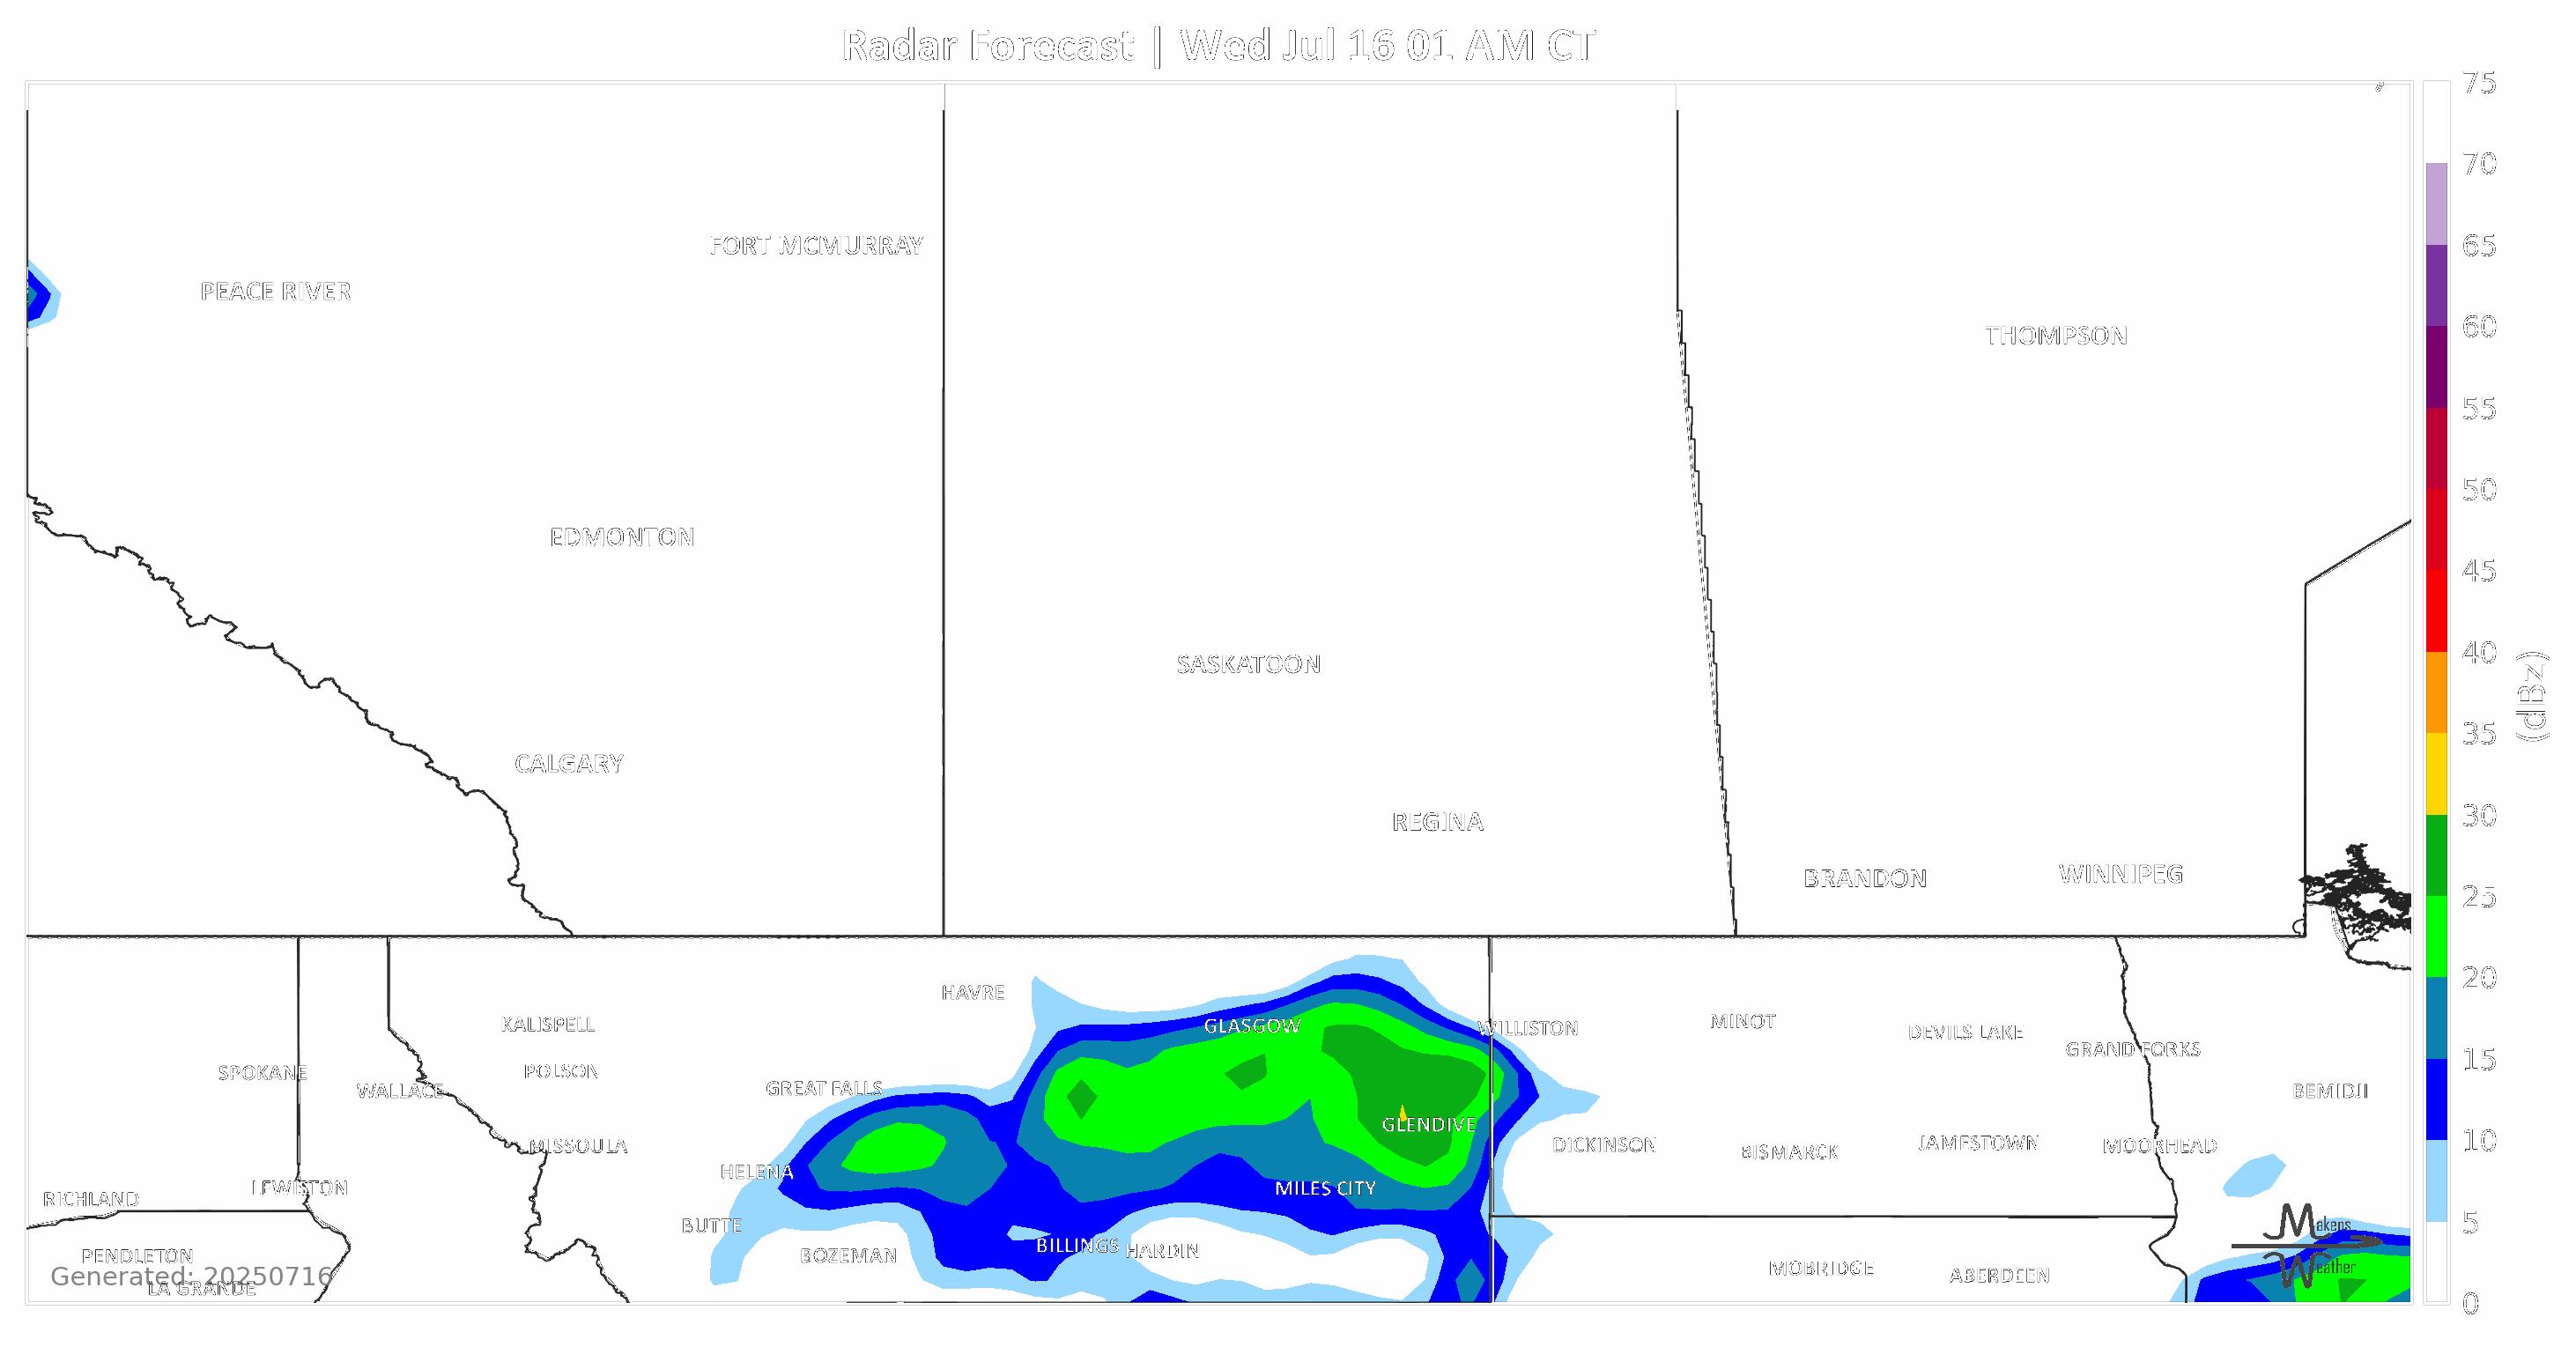 Radar Forecast | Wed Jul 16 01 AM CT
75
70
65
60
55
50
45
40
35
30
25
20
15
10
5
0
(dBz)
FORT MCMURRAY
PEACE RIVER
THOMPSON
EDMONTON
SASKATOON
CALGARY
REGINA
BRANDON
WINNIPEG
HAVRE
KALISPELL
GLASGOW
WILLISTON
MINOT
DEVILS LAKE
GRAND FORKS
SPOKANE
POLSON
WALLACE
GREAT FALLS
BEMIDJI
GLENDIVE
MISSOULA
DICKINSON
BISMARCK
JAMESTOWN
MOORHEAD
HELENA
LEWISTON
MILES CITY
RICHLAND
BUTTE
BILLINGS
HARDIN
BOZEMAN
PENDLETON
MOBRIDGE
ABERDEEN
Generated: 20250716
LA GRANDE
Makens
Weather